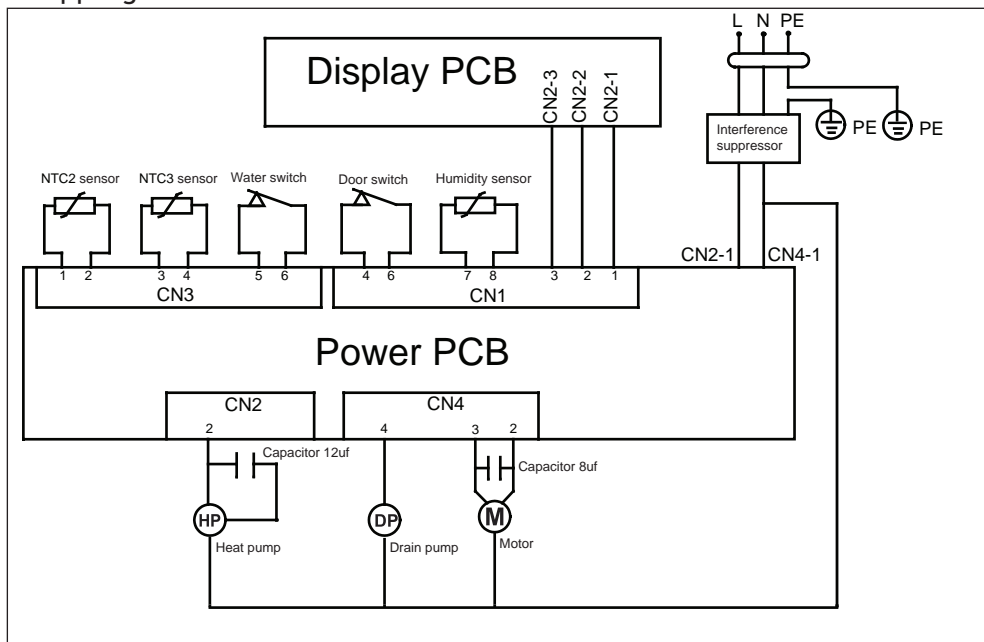 L N PE
Display PCB
CN2-3
CN2-2
CN2-1
Interference
suppressor
PE
PE
NTC2 sensor
NTC3 sensor
Water switch
Door switch
Humidity sensor
CN2-1
CN4-1
1 2 3 4 5 6 4 6 7 8 3 2 1
CN3
CN1
Power PCB
CN2
CN4
2 4 3 2
Capacitor 12uf
Capacitor 8uf
HP
DP
M
Heat pump
Drain pump
Motor